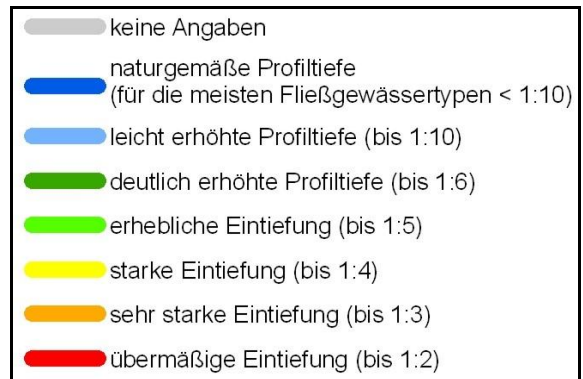 keine Angaben
naturgemäße Profiltiefe
(für die meisten Fließgewässertypen < 1:10)
leicht erhöhte Profiltiefe (bis 1:10)
deutlich erhöhte Profiltiefe (bis 1:6)
erhebliche Eintiefung (bis 1:5)
starke Eintiefung (bis 1:4)
sehr starke Eintiefung (bis 1:3)
übermäßige Eintiefung (bis 1:2)